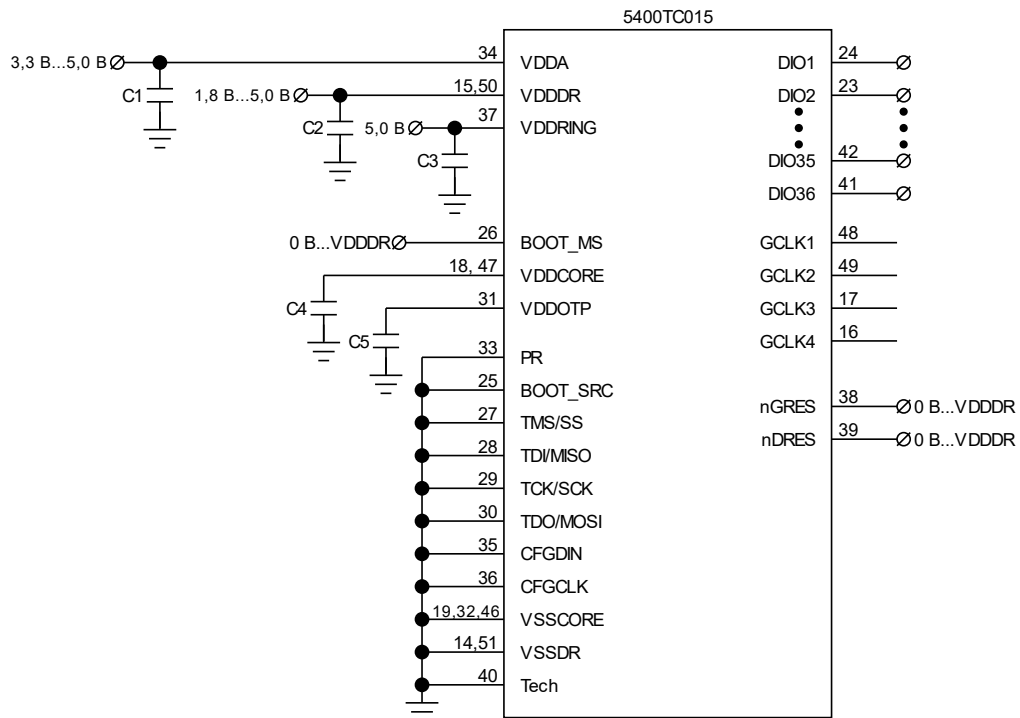 5400ТС015
3,3 В...5,0 В
34
VDDA
DIO1
24
C1
1,8 В...5,0 В
15,50
VDDDR
DIO2
23
C2
5,0 В
37
VDDRING
C3
DIO35
42
DIO36
41
0 В...VDDDR
26
BOOT_MS
GCLK1
48
18, 47
VDDCORE
GCLK2
49
C4
31
VDDOTP
GCLK3
17
C5
GCLK4
16
33
PR
25
BOOT_SRC
nGRES
38
0 В...VDDDR
27
TMS/SS
nDRES
39
0 В...VDDDR
28
TDI/MISO
29
TCK/SCK
30
TDO/MOSI
35
CFGDIN
36
CFGCLK
19,32,46
VSSCORE
14,51
VSSDR
40
Tech